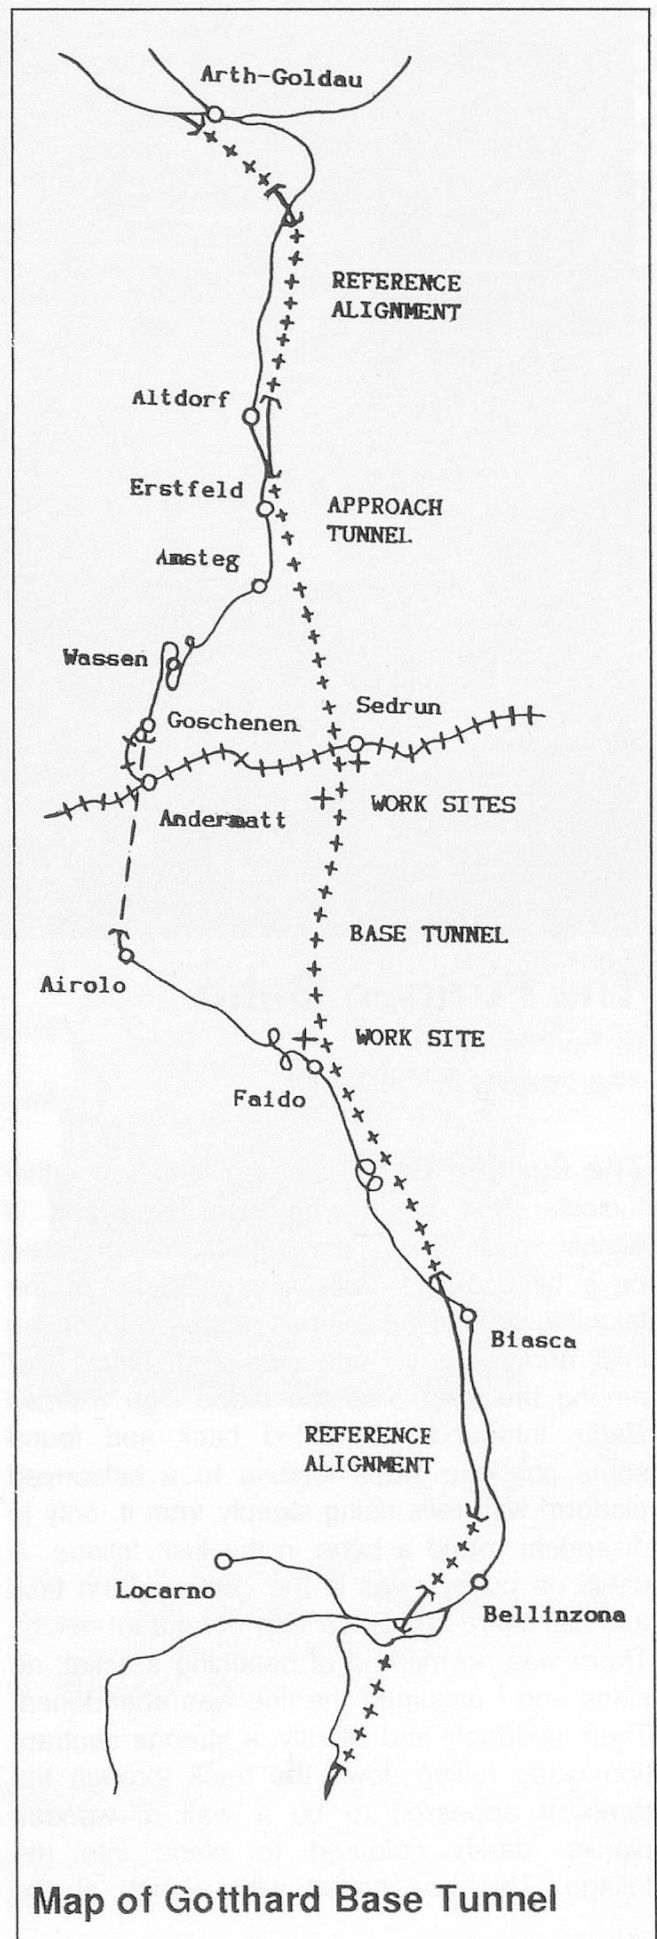 Arth-Goldau
REFERENCE
ALIGNMENT
Altdorf
Erstfeld
APPROACH
TUNNEL
Amsteg
Wassen
Sedrun
Goschenen
WORK SITES
Andermatt
BASE TUNNEL
Airolo
WORK SITE
Faido
Biasca
REFERENCE
ALIGNMENT
Locarno
Bellinzona
Map of Gotthard Base Tunnel